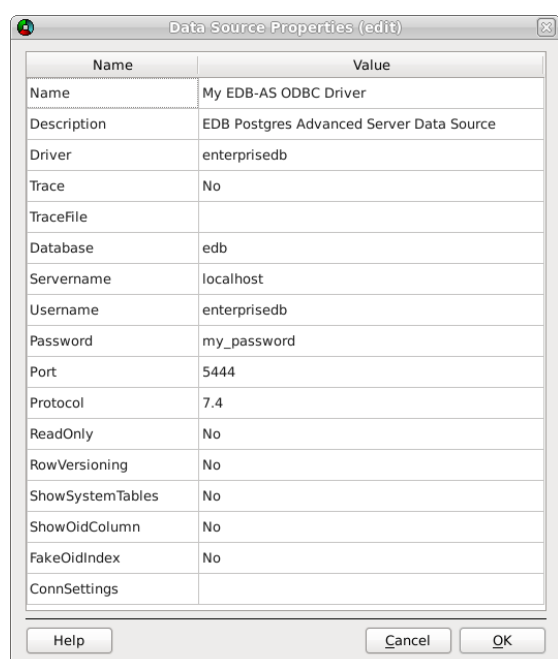 Data Source Properties (edit)
Name Value
Name My EDB-AS ODBC Driver
Description EDB Postgres Advanced Server Data Source
Driver enterprisedb
Trace No
TraceFile
Database edb
Servername localhost
Username enterprisedb
Password my_password
Port 5444
Protocol 7.4
ReadOnly No
RowVersioning No
ShowSystemTables No
ShowOidColumn No
FakeOidIndex No
ConnSettings
Help Cancel OK